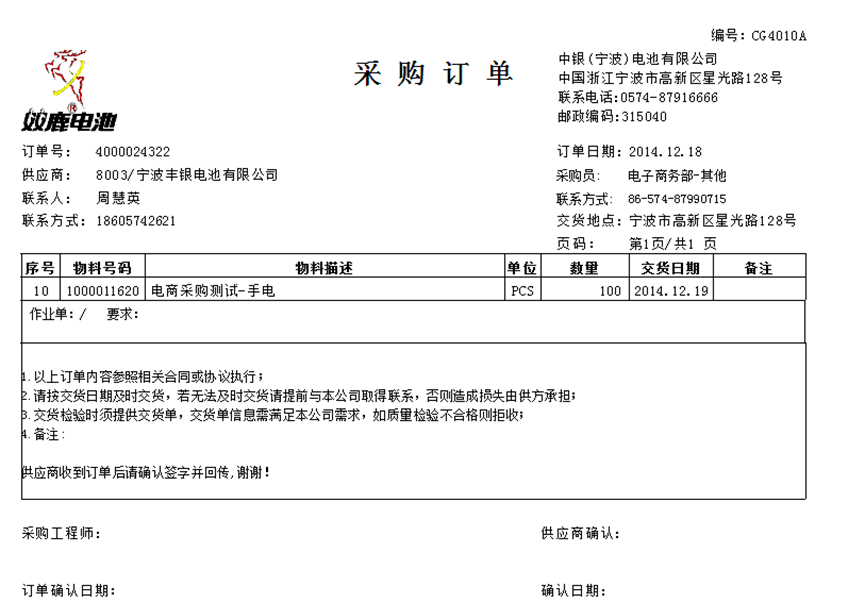 编号：CG4010A
采购订单
双鹿电池
®
中银(宁波)电池有限公司
中国浙江宁波市高新区星光路128号
联系电话:0574-87916666
邮政编码:315040
订单号： 4000024322 订单日期：2014.12.18
供应商： 8003/宁波丰银电池有限公司 采购员： 电子商务部-其他
联系人： 周慧英 联系方式： 86-574-87990715
联系方式：18605742621 交货地点：宁波市高新区星光路128号
页码： 第1页/共1 页
序号 物料号码 物料描述 单位 数量 交货日期 备注
10 1000011620 电商采购测试-手电 PCS 100 2014.12.19
作业单：/ 要求：
1.以上订单内容参照相关合同或协议执行；
2.请按交货日期及时交货，若无法及时交货请提前与本公司取得联系，否则造成损失由供方承担；
3.交货检验时须提供交货单，交货单信息需满足本公司需求，如质量检验不合格则拒收；
4.备注：
供应商收到订单后请确认签字并回传,谢谢！
采购工程师： 供应商确认：
订单确认日期： 确认日期：